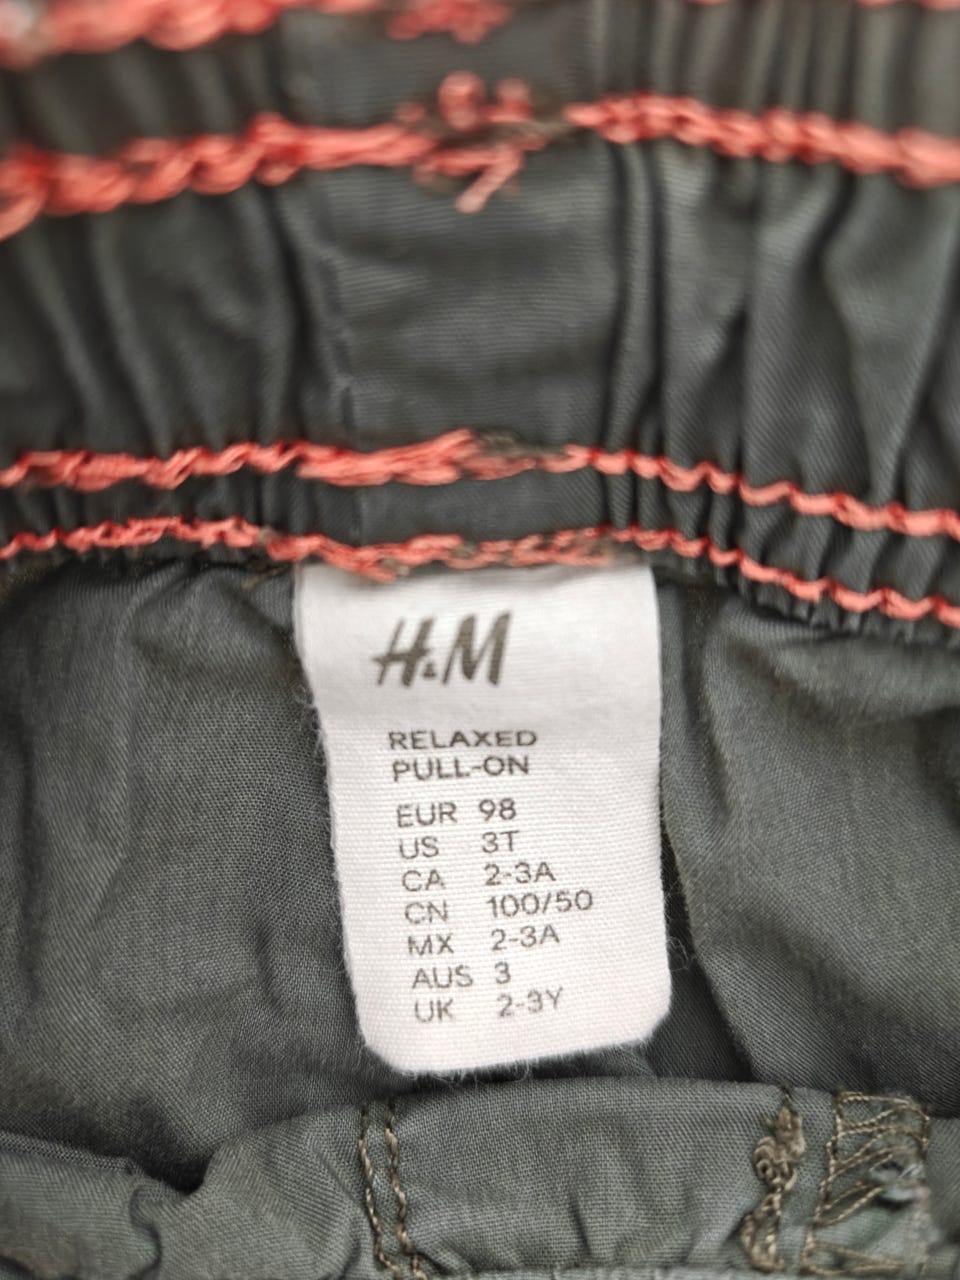 H&M
RELAXED
PULL-ON
EUR 98
US 3T
CA 2-3A
CN 100/50
MX 2-3A
AUS 3
UK 2-3Y